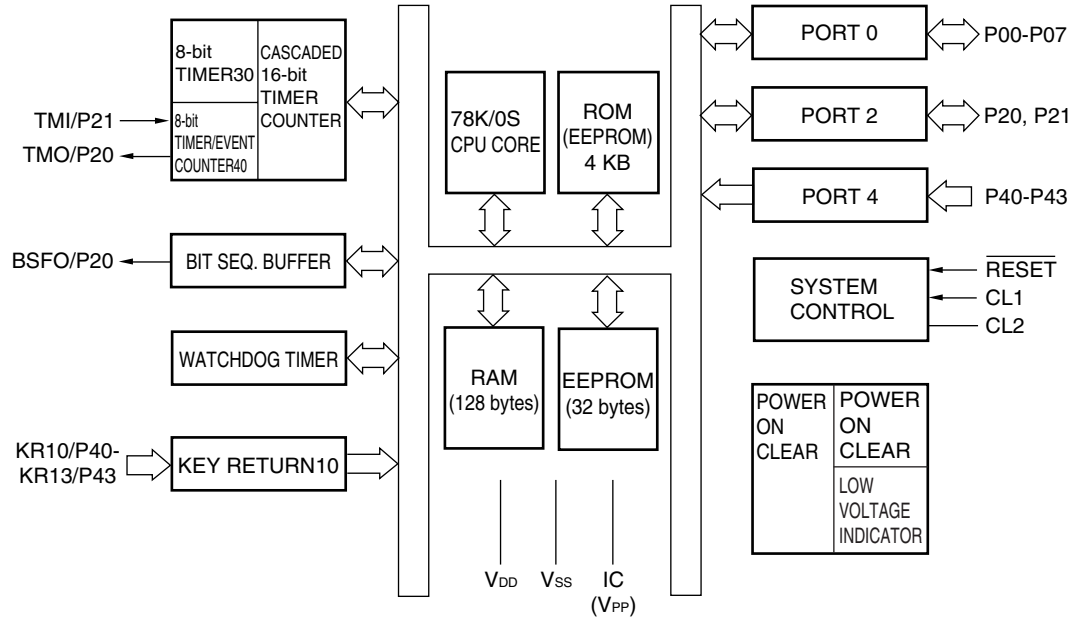 8-bit
TIMER30
CASCADED
16-bit
TIMER
COUNTER
8-bit
TIMER/EVENT
COUNTER40
TMI/P21
TMO/P20
BSFO/P20
BIT SEQ. BUFFER
WATCHDOG TIMER
KR10/P40-
KR13/P43
KEY RETURN10
78K/0S
CPU CORE
ROM
(EEPROM)
4 KB
RAM
(128 bytes)
EEPROM
(32 bytes)
VDD
VSS
IC
(VPP)
PORT 0
P00-P07
PORT 2
P20, P21
PORT 4
P40-P43
SYSTEM
CONTROL
RESET
CL1
CL2
POWER
ON
CLEAR
POWER
ON
CLEAR
LOW
VOLTAGE
INDICATOR